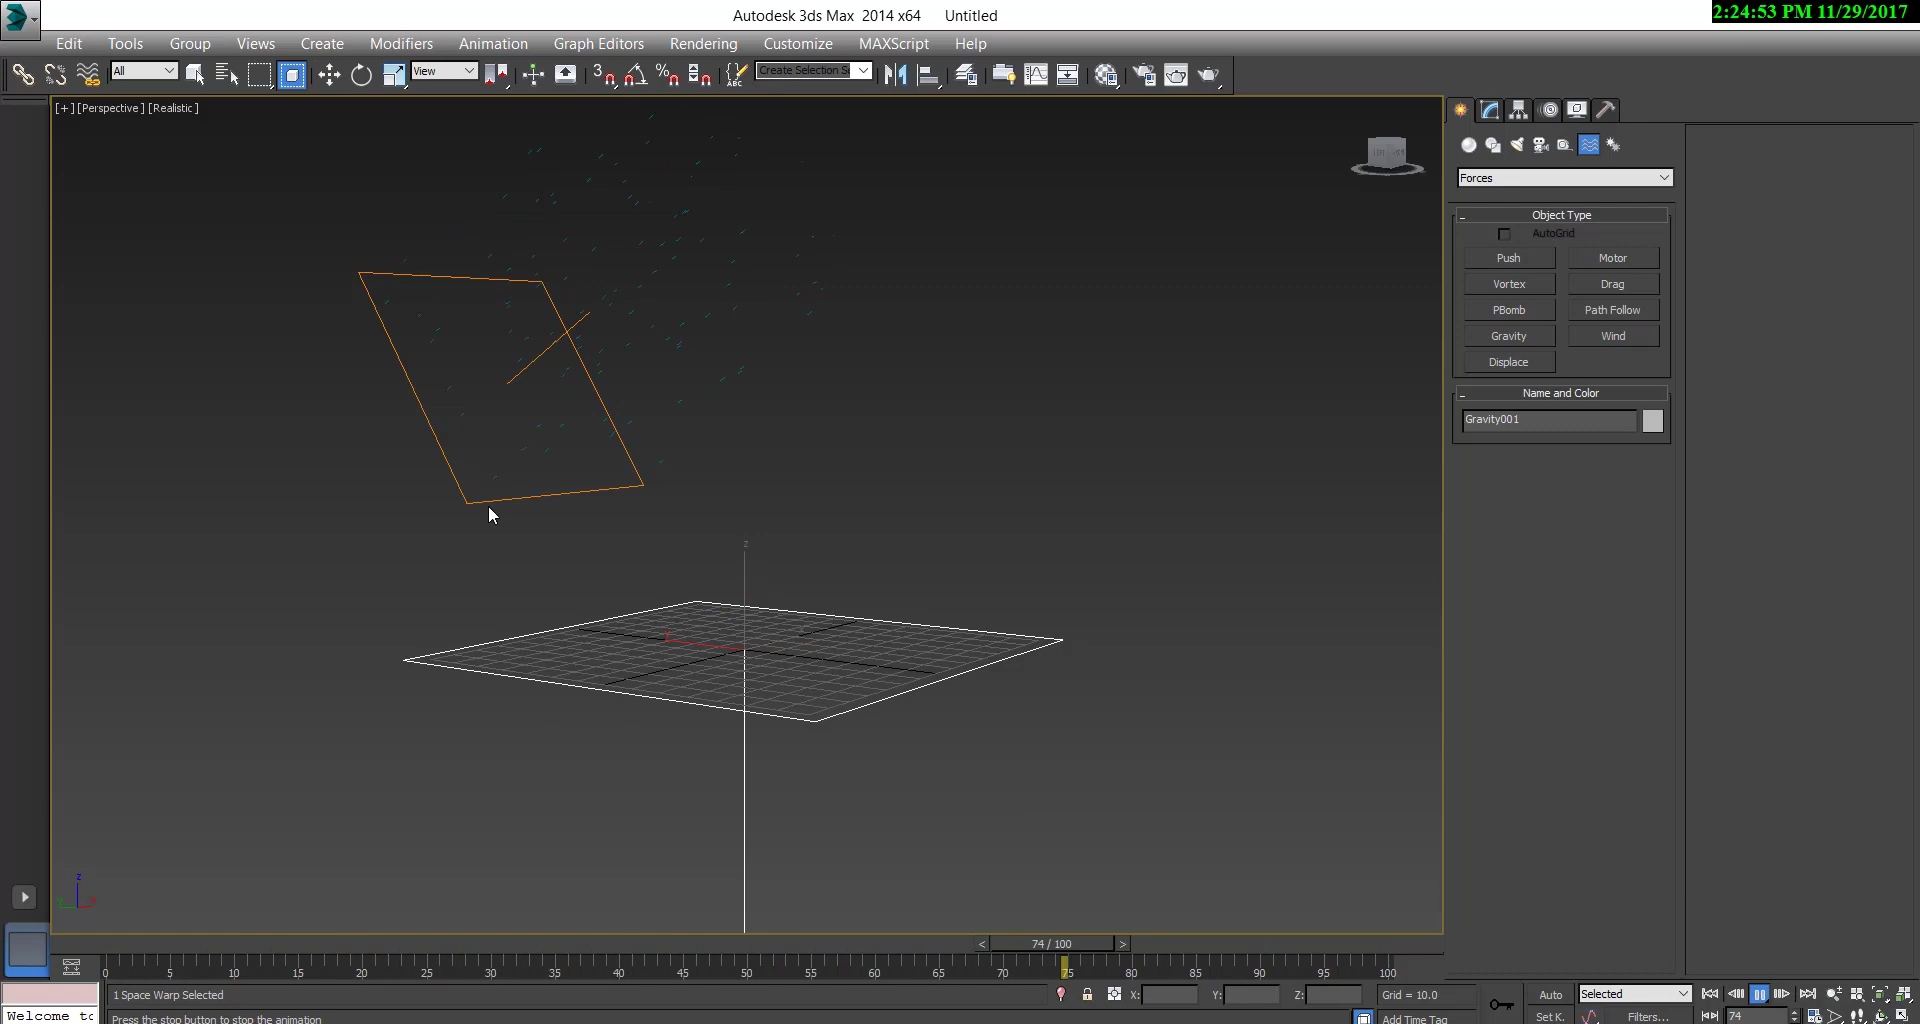 Autodesk 3ds Max 2014 x64 Untitled
2:24:53 PM 11/29/2017
Edit Tools Group Views Create Modifiers Animation Graph Editors Rendering Customize MAXScript Help
All View Create Selection Se
[+] [Perspective] [Realistic]
Forces
Object Type
AutoGrid
Push Motor
Vortex Drag
PBomb Path Follow
Gravity Wind
Displace
Name and Color
Gravity001
z
Y
z
< 74 / 100 >
0 5 10 15 20 25 30 35 40 45 50 55 60 65 70 75 80 85 90 95 100
1 Space Warp Selected X: Y: Z: Grid = 10.0 Auto Selected
Welcome to Press the stop button to stop the animation Add Time Tag Set K. Filters... 74